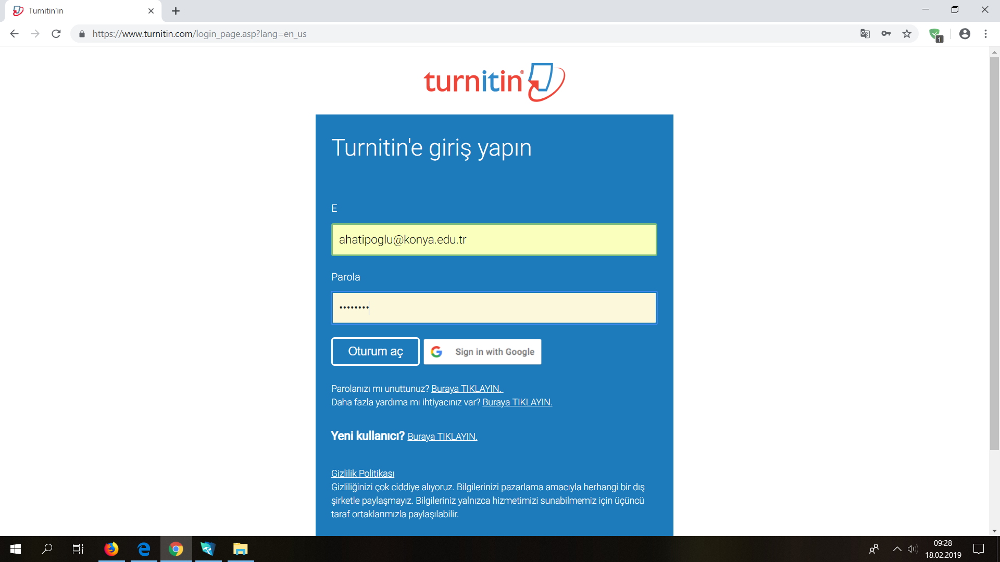 Turnitin'in
https://www.turnitin.com/login_page.asp?lang=en_us
1
turnitin®
Turnitin'e giriş yapın
E
ahatipoglu@konya.edu.tr
Parola
••••••••
Oturum aç
Sign in with Google
Parolanızı mı unuttunuz? Buraya TIKLAYIN.
Daha fazla yardıma mı ihtiyacınız var? Buraya TIKLAYIN.
Yeni kullanıcı? Buraya TIKLAYIN.
Gizlilik Politikası
Gizliliğinizi çok ciddiye alıyoruz. Bilgilerinizi pazarlama amacıyla herhangi bir dış
şirketle paylaşmayız. Bilgileriniz yalnızca hizmetimizi sunabilmemiz için üçüncü
taraf ortaklarımızla paylaşılabilir.
09:28
18.02.2019